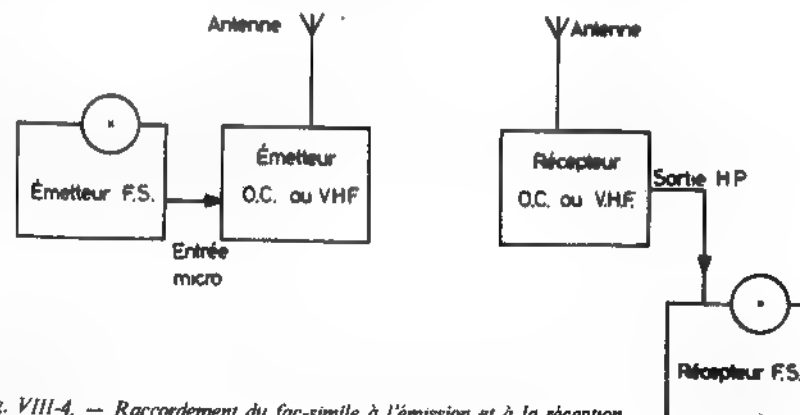 Antenne
Antenne
Émetteur F.S.
Émetteur
O.C. ou VHF
Entrée
micro
Récepteur
O.C. ou V.H.F.
Sortie HP
Récepteur F.S.
VIII-4. — Raccordement du fac-simile à l'émission et à la réception